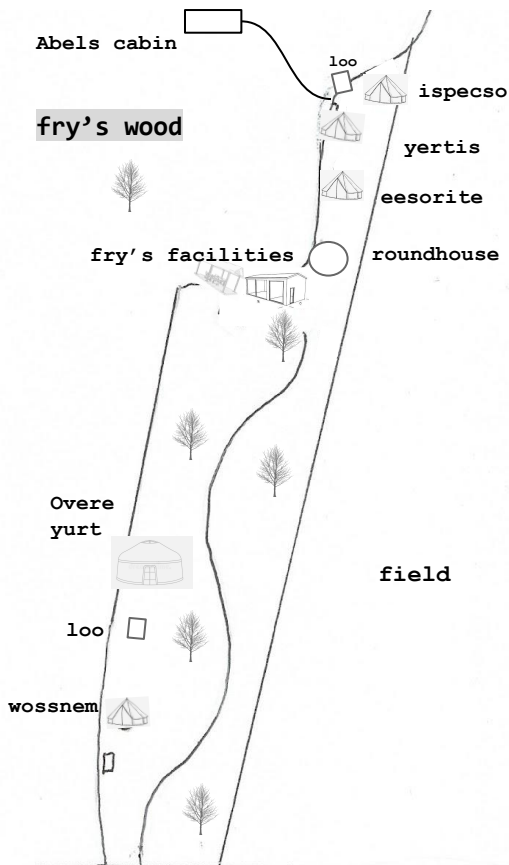 Abels cabin
loo
ispecso
fry's wood
yertis
eesorite
fry's facilities
roundhouse
Overe
yurt
field
loo
wossnem